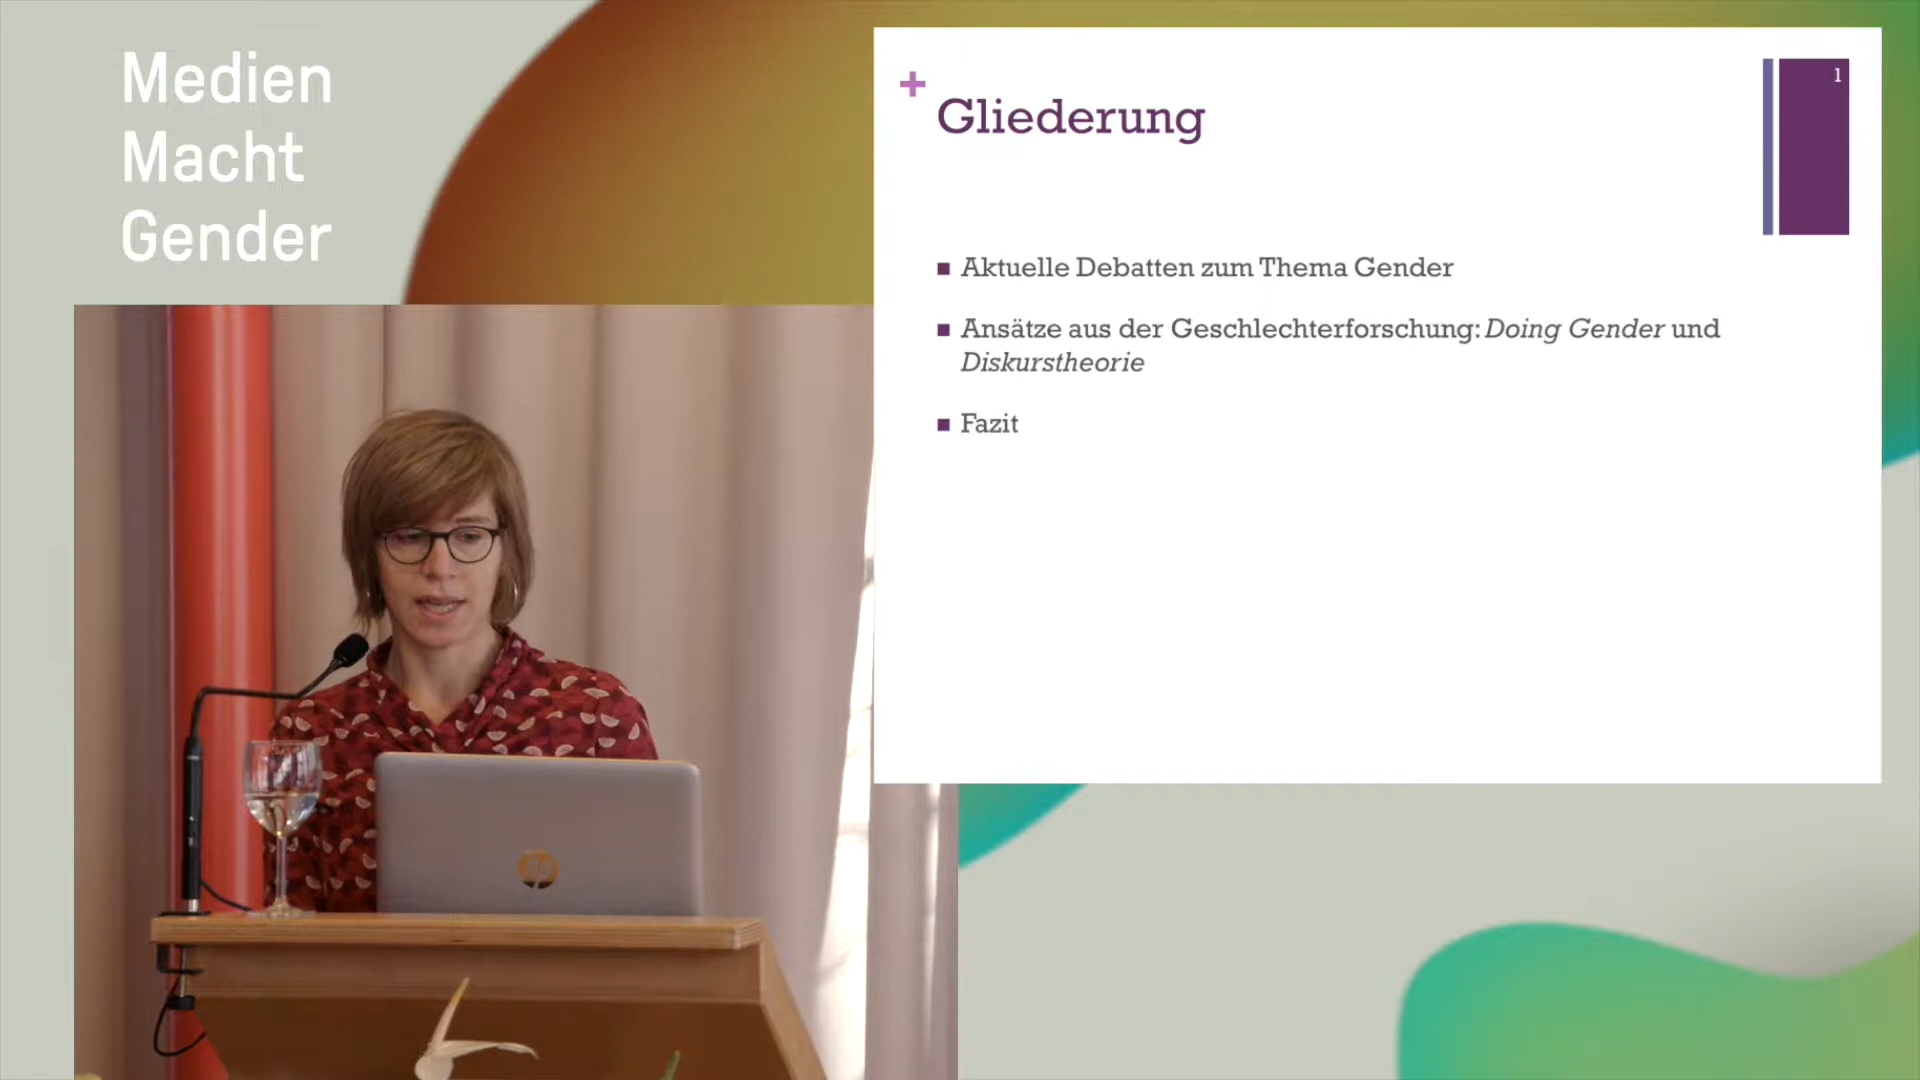 Medien
Macht
Gender
1
+
Gliederung
■ Aktuelle Debatten zum Thema Gender
■ Ansätze aus der Geschlechterforschung: Doing Gender und
Diskurstheorie
■ Fazit
hp